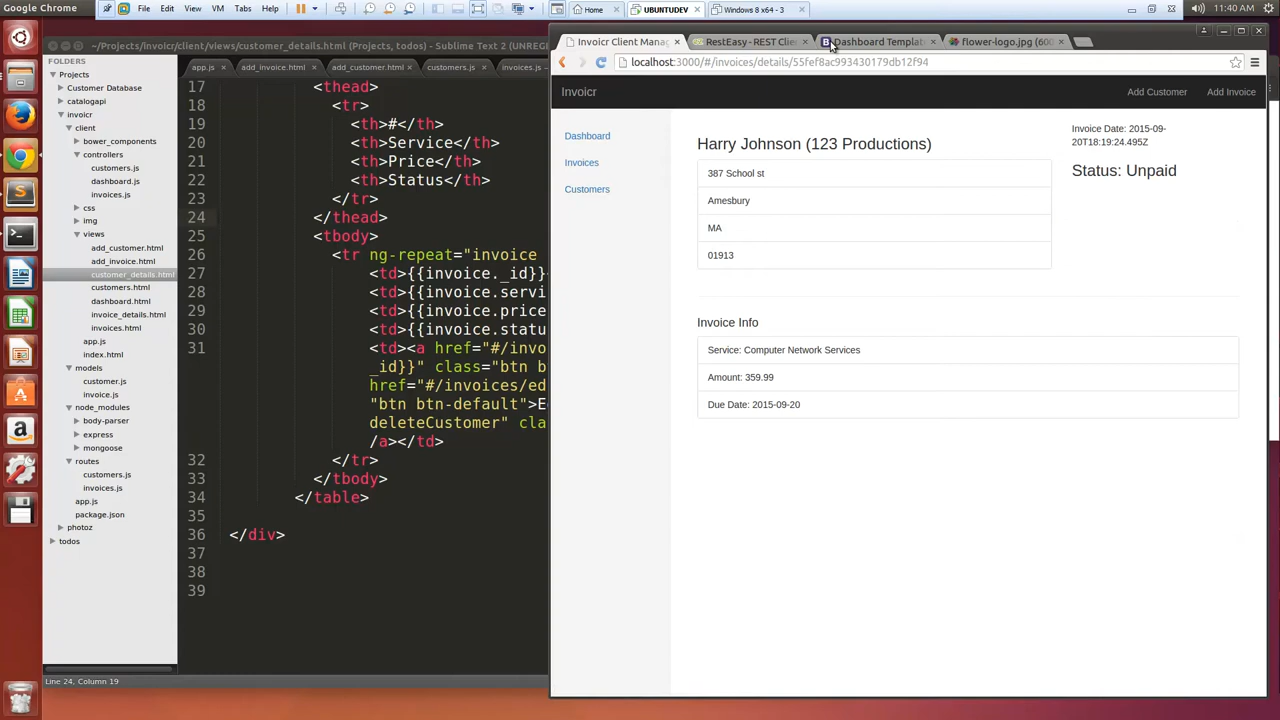 Google Chrome File Edit View VM Tabs Help Home UBUNTUDEV Windows 8 x64 - 3 11:40 AM
~/Projects/invoicr/client/views/customer_details.html (Projects, todos) - Sublime Text 2 (UNREG
Invoicr Client Mana RestEasy - REST Clie Dashboard Templat flower-logo.jpg (600
localhost:3000/#/invoices/details/55fef8ac993430179db12f94
FOLDERS
Projects
Customer Database
catalogapi
invoicr
client
bower_components
controllers
customers.js
dashboard.js
invoices.js
css
img
views
add_customer.html
add_invoice.html
customer_details.html
customers.html
dashboard.html
invoice_details.html
invoices.html
app.js
index.html
models
customer.js
invoice.js
node_modules
body-parser
express
mongoose
routes
customers.js
invoices.js
app.js
package.json
photoz
todos
app.js add_invoice.html add_customer.html customers.js invoices.js
17 <thead>
18 <tr>
19 <th>#</th>
20 <th>Service</th>
21 <th>Price</th>
22 <th>Status</th>
23 </tr>
24 </thead>
25 <tbody>
26 <tr ng-repeat="invoice
27 <td>{{invoice._id}}
28 <td>{{invoice.servi
29 <td>{{invoice.price
30 <td>{{invoice.statu
31 <td><a href="#/invo
_id}}" class="btn b
href="#/invoices/ed
"btn btn-default">E
deleteCustomer" cla
/a></td>
32 </tr>
33 </tbody>
34 </table>
35
36 </div>
37
38
39
Line 24, Column 19
Invoicr Add Customer Add Invoice
Dashboard
Invoices
Customers
Harry Johnson (123 Productions)
387 School st
Amesbury
MA
01913
Invoice Date: 2015-09-
20T18:19:24.495Z
Status: Unpaid
Invoice Info
Service: Computer Network Services
Amount: 359.99
Due Date: 2015-09-20